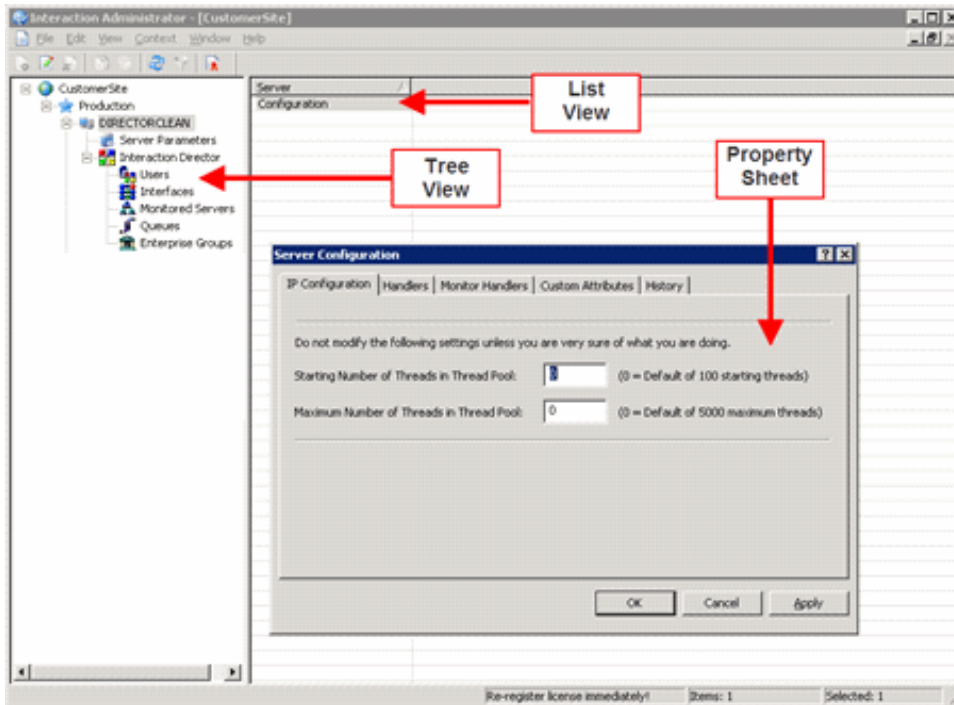 Interaction Administrator - [CustomerSite]
File Edit View Context Window Help
CustomerSite
Production
DIRECTORCLEAN
Server Parameters
Interaction Director
Users
Interfaces
Monitored Servers
Queues
Enterprise Groups
Server
Configuration
List
View
Tree
View
Property
Sheet
Server Configuration
IP Configuration Handlers Monitor Handlers Custom Attributes History
Do not modify the following settings unless you are very sure of what you are doing.
Starting Number of Threads in Thread Pool: 0 (0 = Default of 100 starting threads)
Maximum Number of Threads in Thread Pool: 0 (0 = Default of 5000 maximum threads)
OK Cancel Apply
Re-register license immediately! Items: 1 Selected: 1